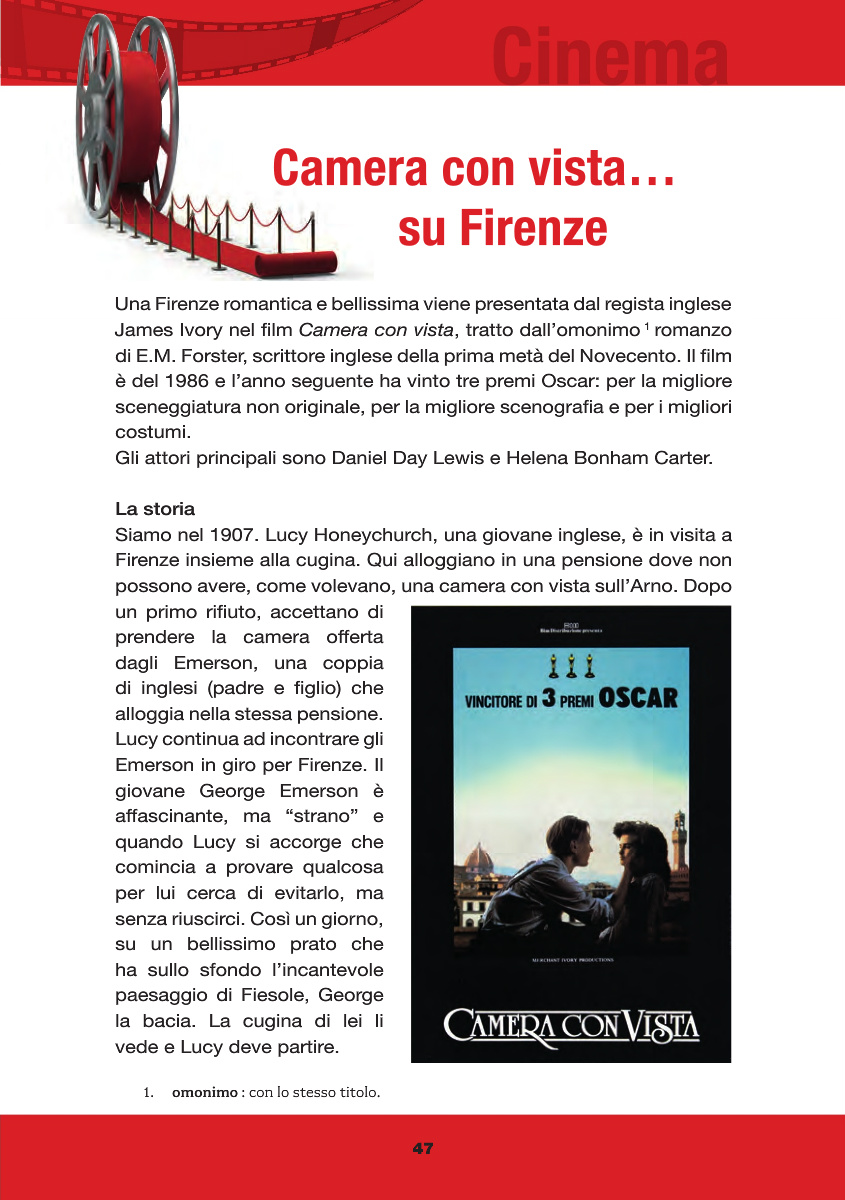 Cinema
Camera con vista…
su Firenze
Una Firenze romantica e bellissima viene presentata dal regista inglese
James Ivory nel film Camera con vista, tratto dall’omonimo 1 romanzo
di E.M. Forster, scrittore inglese della prima metà del Novecento. Il film
è del 1986 e l’anno seguente ha vinto tre premi Oscar: per la migliore
sceneggiatura non originale, per la migliore scenografia e per i migliori
costumi.
Gli attori principali sono Daniel Day Lewis e Helena Bonham Carter.
La storia
Siamo nel 1907. Lucy Honeychurch, una giovane inglese, è in visita a
Firenze insieme alla cugina. Qui alloggiano in una pensione dove non
possono avere, come volevano, una camera con vista sull’Arno. Dopo
un primo rifiuto, accettano di
prendere la camera offerta
dagli Emerson, una coppia
di inglesi (padre e figlio) che
alloggia nella stessa pensione.
Lucy continua ad incontrare gli
Emerson in giro per Firenze. Il
giovane George Emerson è
affascinante, ma “strano” e
quando Lucy si accorge che
comincia a provare qualcosa
per lui cerca di evitarlo, ma
senza riuscirci. Così un giorno,
su un bellissimo prato che
ha sullo sfondo l’incantevole
paesaggio di Fiesole, George
la bacia. La cugina di lei li
vede e Lucy deve partire.
Distribuzione presenta
VINCITORE DI 3 PREMI OSCAR
MERCHANT IVORY PRODUCTIONS
CAMERA CON VISTA
1. omonimo : con lo stesso titolo.
47